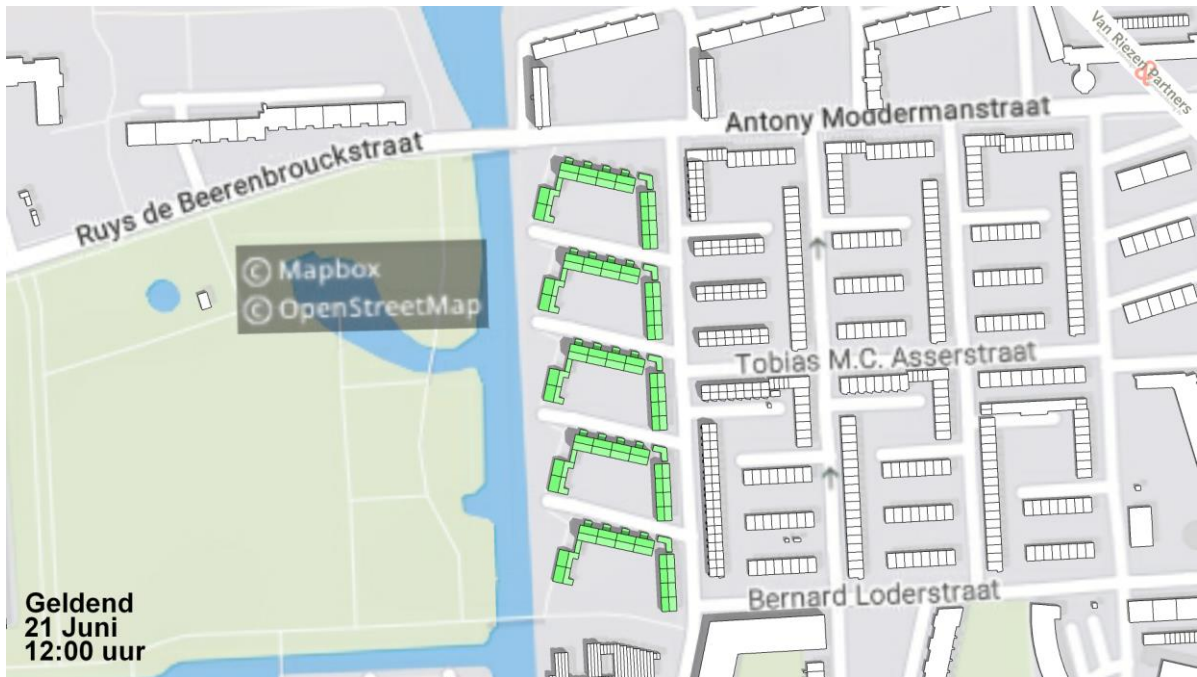 Van Riezen
&
Partners
Antony Moddermanstraat
Ruys de Beerenbrouckstraat
© Mapbox
© OpenStreetMap
Tobias M.C. Asserstraat
Bernard Loderstraat
Geldend
21 Juni
12:00 uur